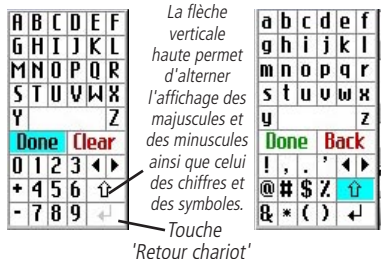 A B C D E F
G H I J K L
M N O P Q R
S T U V W X
Y Z
Done Clear
0 1 2 3 ◀ ▶
+ 4 5 6 ⇧
- 7 8 9 ↵
La flèche
verticale
haute permet
d'alterner
l'affichage des
majuscules et
des minuscules
ainsi que celui
des chiffres et
des symboles.
Touche
'Retour chariot'
a b c d e f
g h i j k l
m n o p q r
s t u v w x
y z
Done Back
! , . ' ◀ ▶
@ # $ % ⇧
& * ( ) ↵